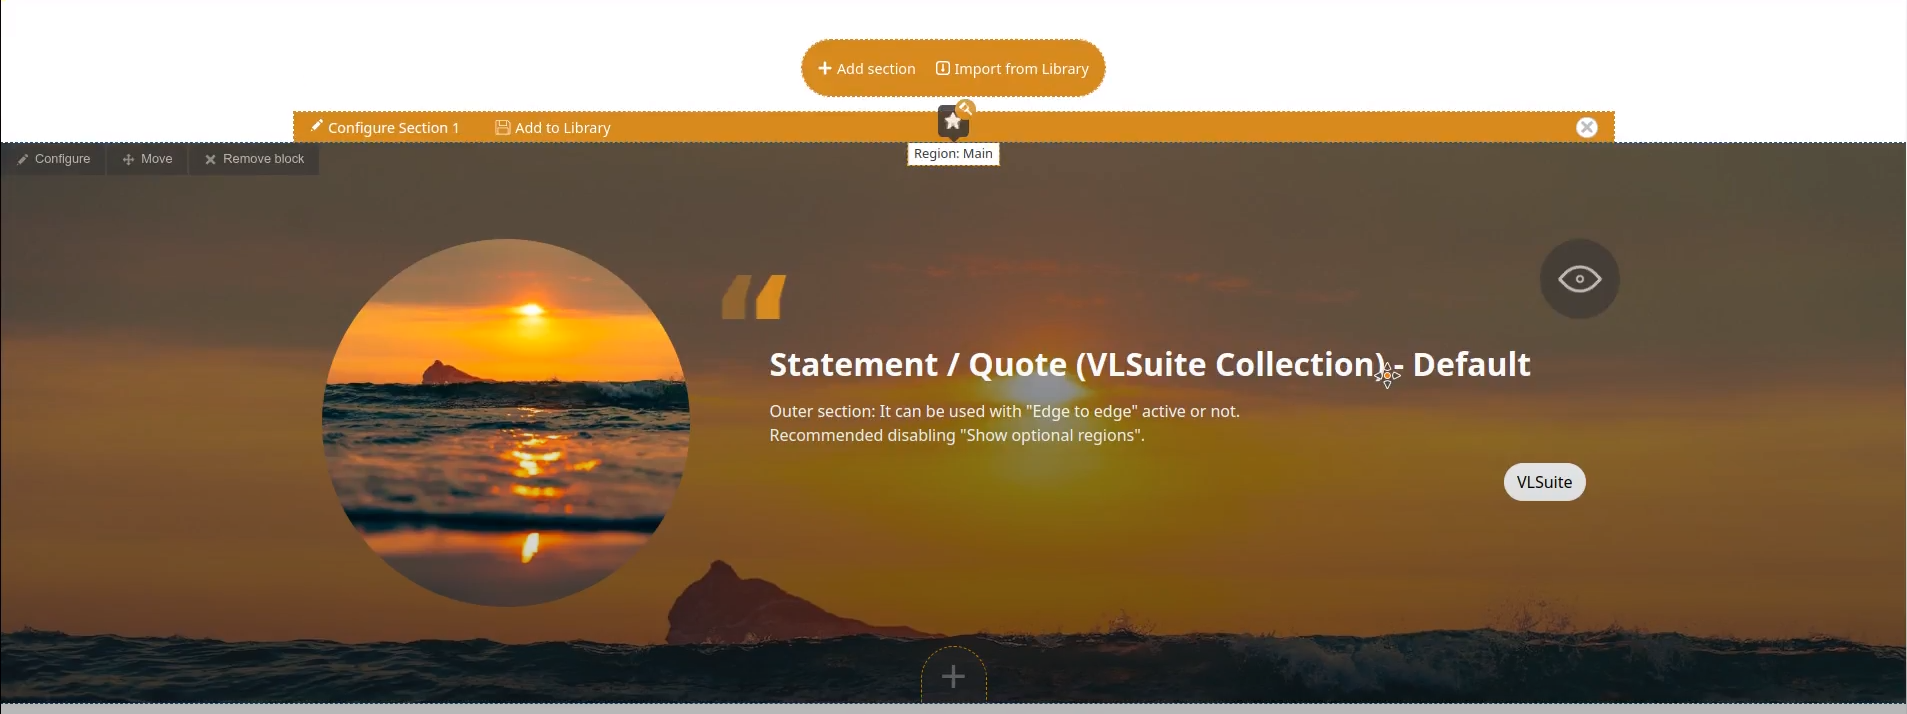 Add section Import from Library
Configure Section 1 Add to Library
Region: Main
Configure Move Remove block
“
Statement / Quote (VLSuite Collection) - Default
Outer section: It can be used with "Edge to edge" active or not.
Recommended disabling "Show optional regions".
VLSuite